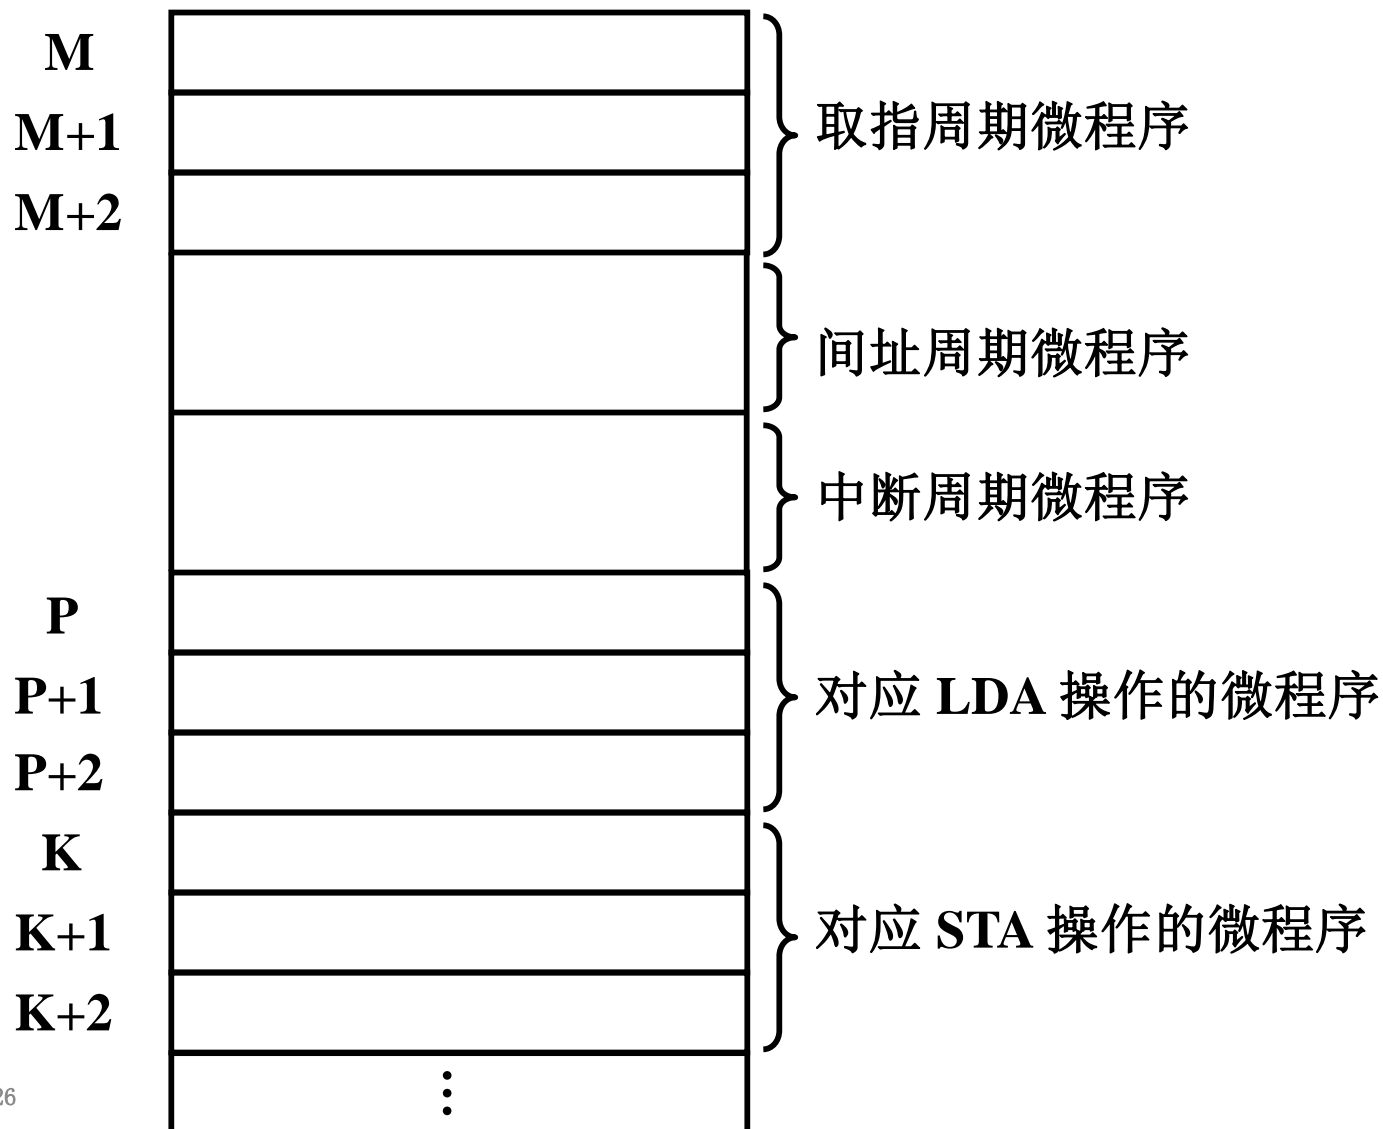 M
M+1
取指周期微程序
M+2
间址周期微程序
中断周期微程序
P
P+1
对应 LDA 操作的微程序
P+2
K
K+1
对应 STA 操作的微程序
K+2
⋮
26